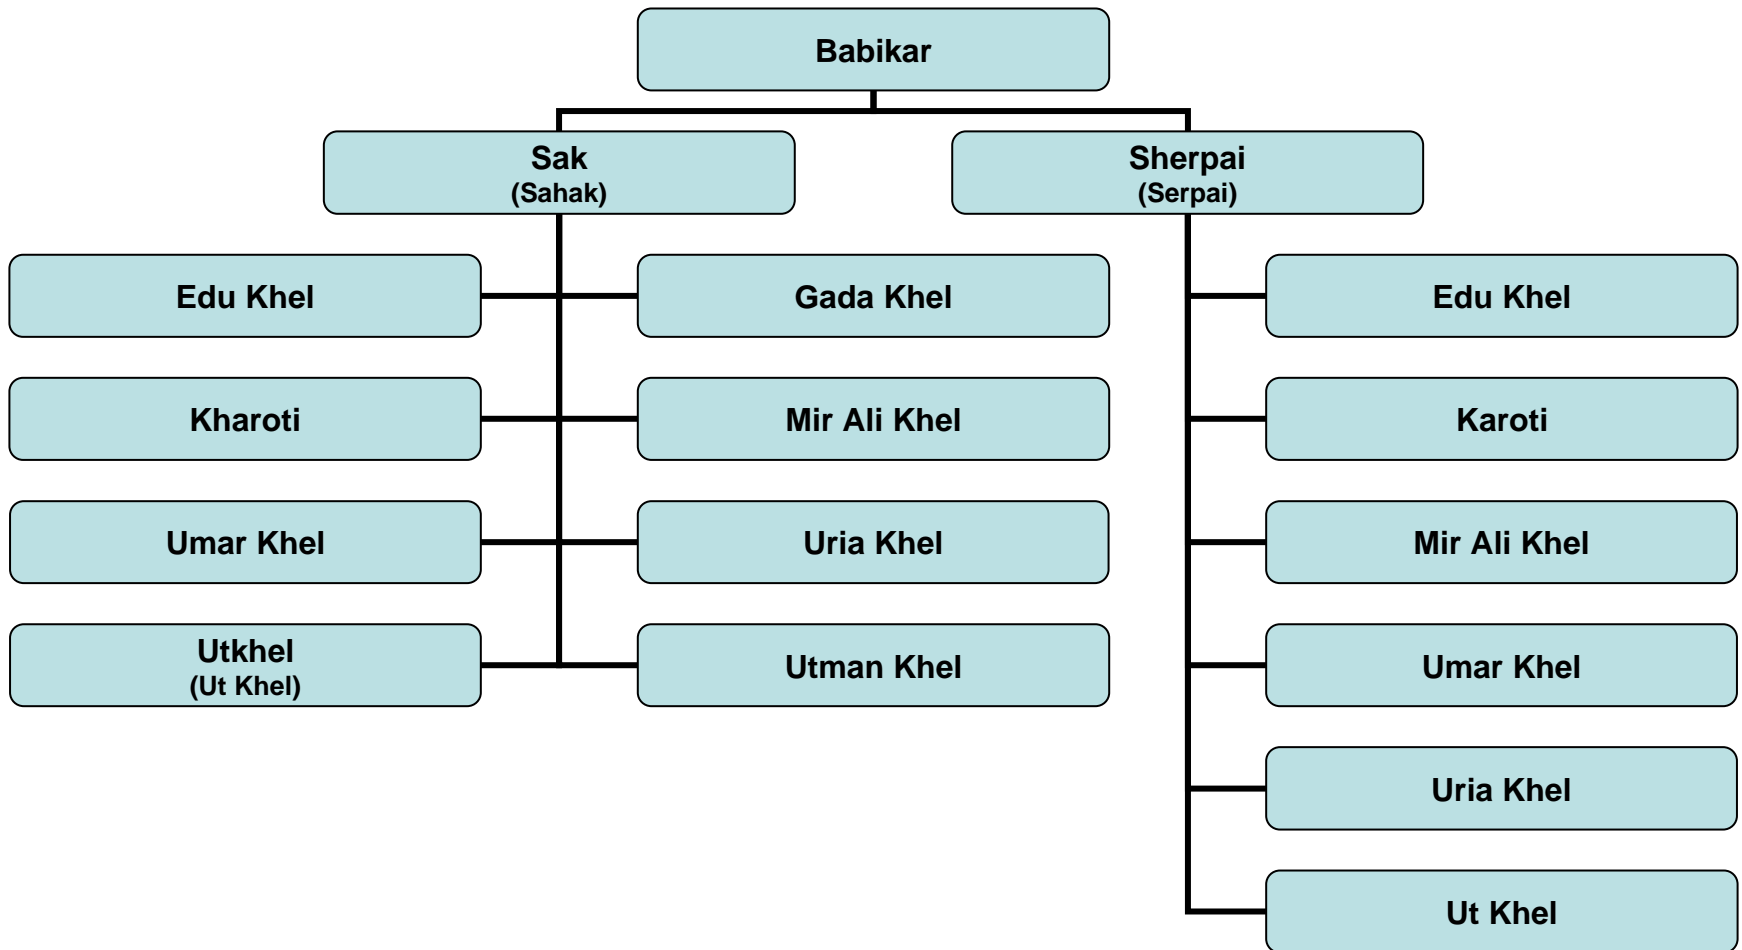 Babikar
Sak
(Sahak)
Sherpai
(Serpai)
Edu Khel
Gada Khel
Edu Khel
Kharoti
Mir Ali Khel
Karoti
Umar Khel
Uria Khel
Mir Ali Khel
Utkhel
(Ut Khel)
Utman Khel
Umar Khel
Uria Khel
Ut Khel